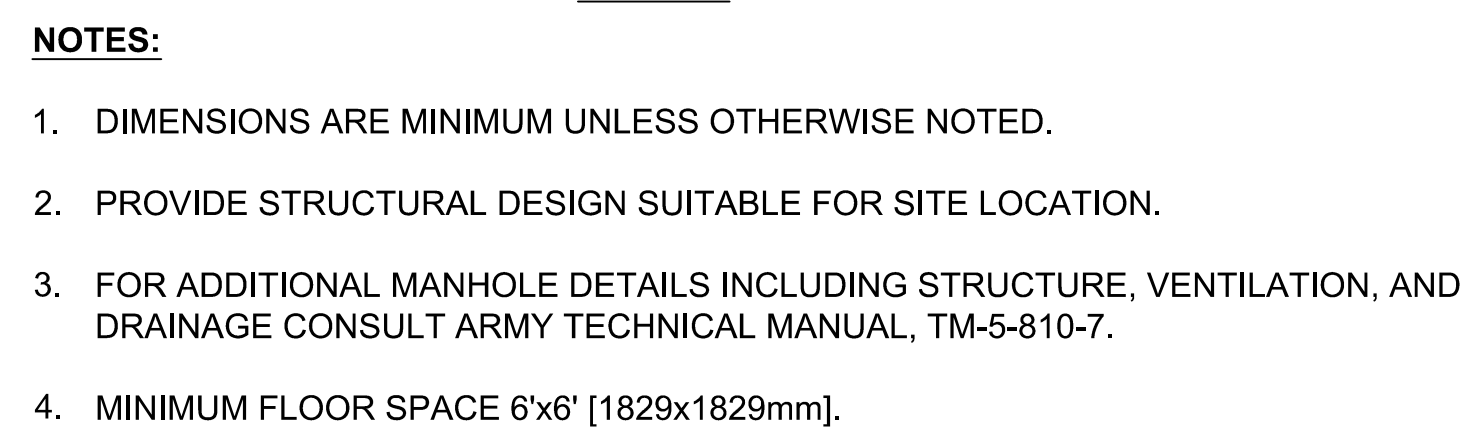 NOTES:
1. DIMENSIONS ARE MINIMUM UNLESS OTHERWISE NOTED.
2. PROVIDE STRUCTURAL DESIGN SUITABLE FOR SITE LOCATION.
3. FOR ADDITIONAL MANHOLE DETAILS INCLUDING STRUCTURE, VENTILATION, AND
DRAINAGE CONSULT ARMY TECHNICAL MANUAL, TM-5-810-7.
4. MINIMUM FLOOR SPACE 6'x6' [1829x1829mm].